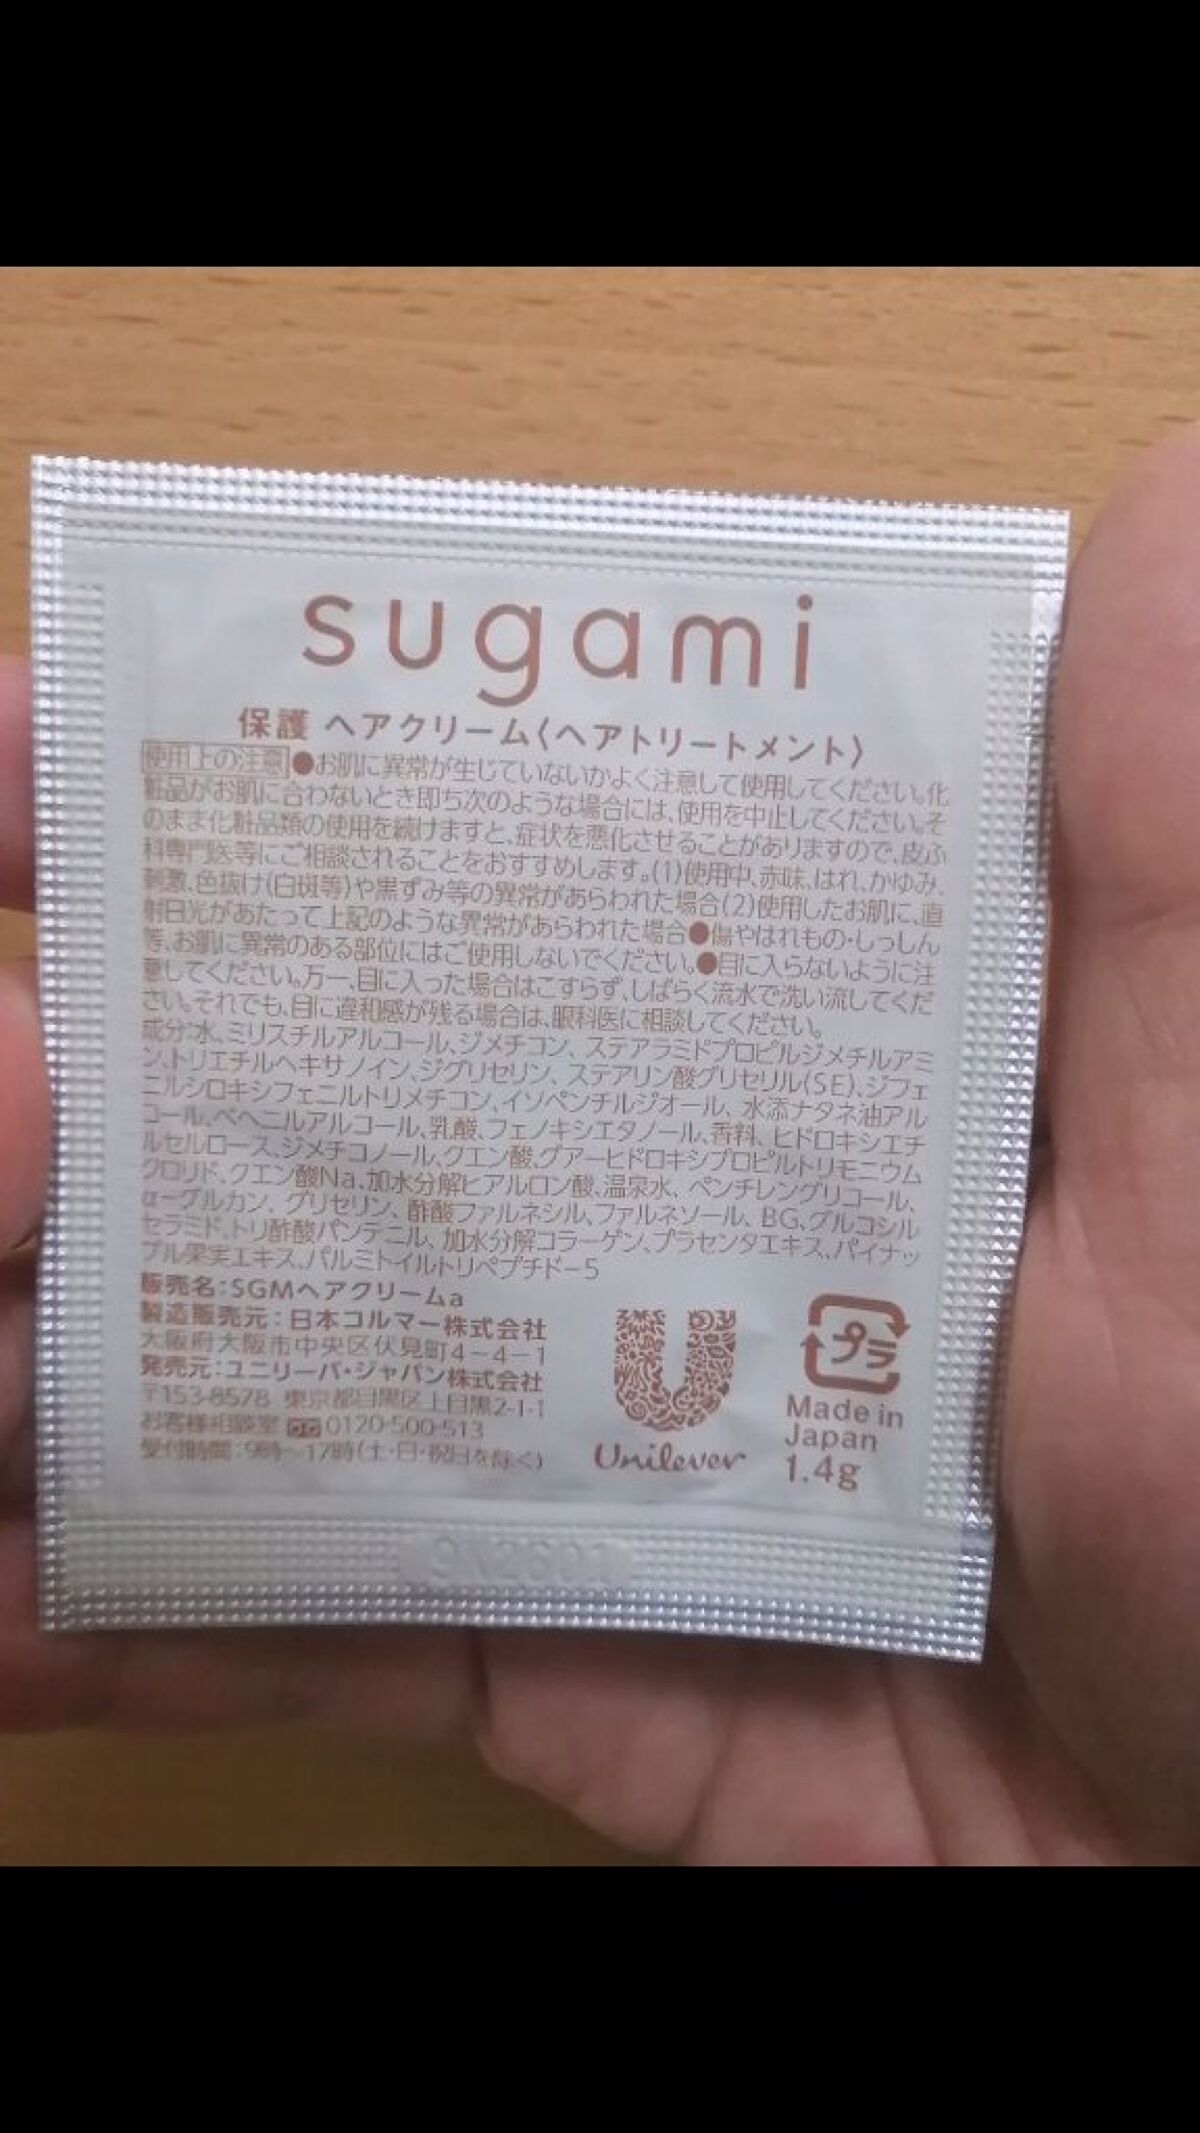 sugami
保護 ヘアクリーム〈ヘアトリートメント〉
使用上の注意●お肌に異常が生じていないかよく注意して使用してください。化
粧品がお肌に合わないとき即ち次のような場合には、使用を中止してください。そ
のまま化粧品類の使用を続けますと、症状を悪化させることがありますので、皮ふ
科専門医等にご相談されることをおすすめします。(1)使用中、赤味、はれ、かゆみ、
刺激、色抜け(白斑等)や黒ずみ等の異常があらわれた場合(2)使用したお肌に、直
射日光があたって上記のような異常があらわれた場合●傷やはれもの・しっしん
等、お肌に異常のある部位にはご使用しないでください。●目に入らないように注
意してください。万一、目に入った場合はこすらず、しばらく流水で洗い流してくだ
さい。それでも、目に違和感が残る場合は、眼科医に相談してください。
成分:水、ミリスチルアルコール、ジメチコン、ステアラミドプロピルジメチルアミ
ン、トリエチルヘキサノイン、ジグリセリン、ステアリン酸グリセリル(SE)、ジフェ
ニルシロキシフェニルトリメチコン、イソペンチルジオール、水添ナタネ油アル
コール、ベヘニルアルコール、乳酸、フェノキシエタノール、香料、ヒドロキシエチ
ルセルロース、ジメチコノール、クエン酸、グアーヒドロキシプロピルトリモニウム
クロリド、クエン酸Na、加水分解ヒアルロン酸、温泉水、ペンチレングリコール、
α-グルカン、グリセリン、酢酸ファルネシル、ファルネソール、BG、グルコシル
セラミド、トリ酢酸パンテニル、加水分解コラーゲン、プラセンタエキス、パイナッ
プル果実エキス、パルミトイルトリペプチド-5
販売名:SGMヘアクリームa
製造販売元:日本コルマー株式会社
大阪府大阪市中央区伏見町4-4-1
発売元:ユニリーバ・ジャパン株式会社
〒153-8578 東京都目黒区上目黒2-1-1
お客様相談室 0120-500-513
受付時間:9時~17時(土・日・祝日を除く)
Unilever
プラ
Made in
Japan
1.4g